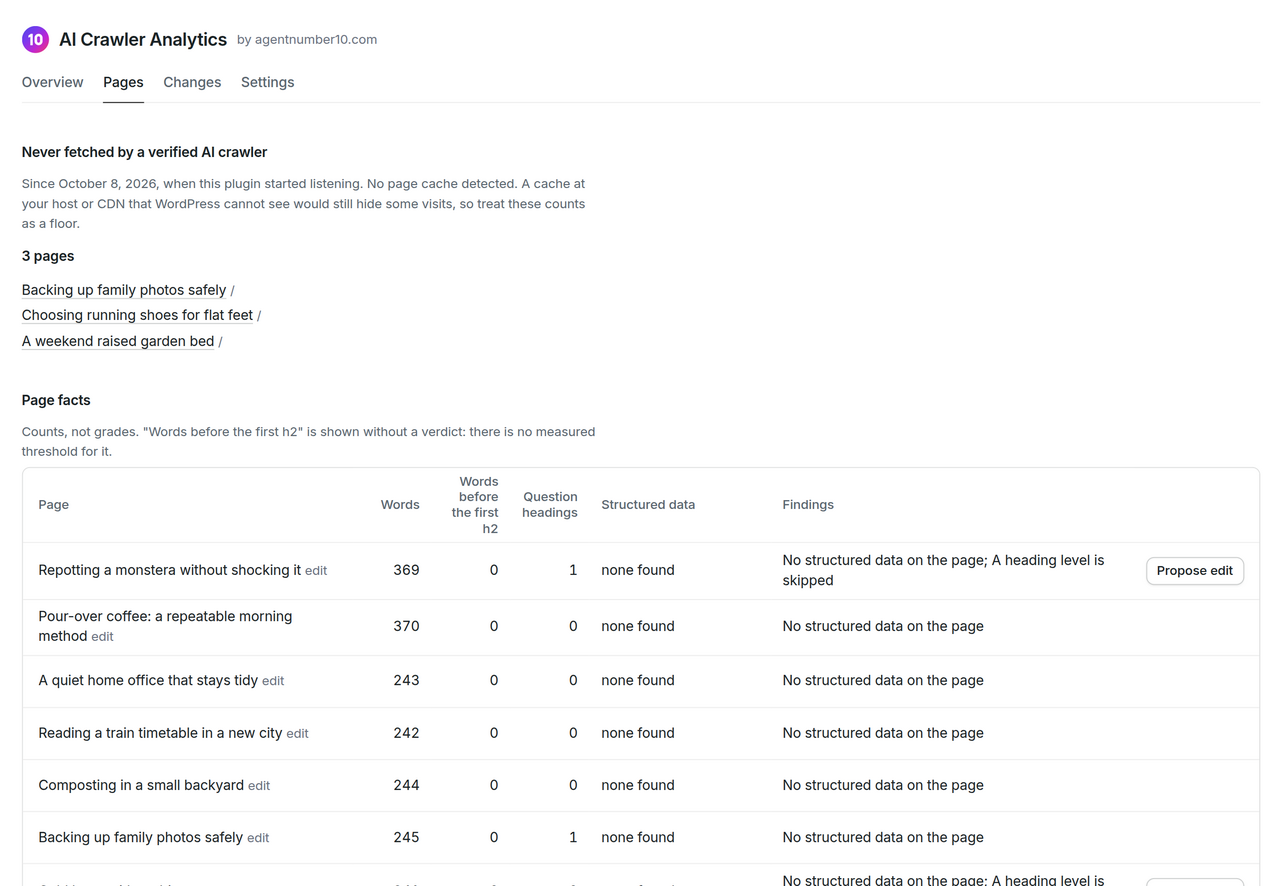 10 AI Crawler Analytics by agentnumber10.com
Overview Pages Changes Settings
Never fetched by a verified AI crawler
Since October 8, 2026, when this plugin started listening. No page cache detected. A cache at
your host or CDN that WordPress cannot see would still hide some visits, so treat these counts
as a floor.
3 pages
Backing up family photos safely /
Choosing running shoes for flat feet /
A weekend raised garden bed /
Page facts
Counts, not grades. "Words before the first h2" is shown without a verdict: there is no measured
threshold for it.
Page Words Words before the first h2 Question headings Structured data Findings
Repotting a monstera without shocking it edit 369 0 1 none found No structured data on the page; A heading level is skipped Propose edit
Pour-over coffee: a repeatable morning method edit 370 0 0 none found No structured data on the page
A quiet home office that stays tidy edit 243 0 0 none found No structured data on the page
Reading a train timetable in a new city edit 242 0 0 none found No structured data on the page
Composting in a small backyard edit 244 0 0 none found No structured data on the page
Backing up family photos safely edit 245 0 1 none found No structured data on the page
No structured data on the page; A heading level is